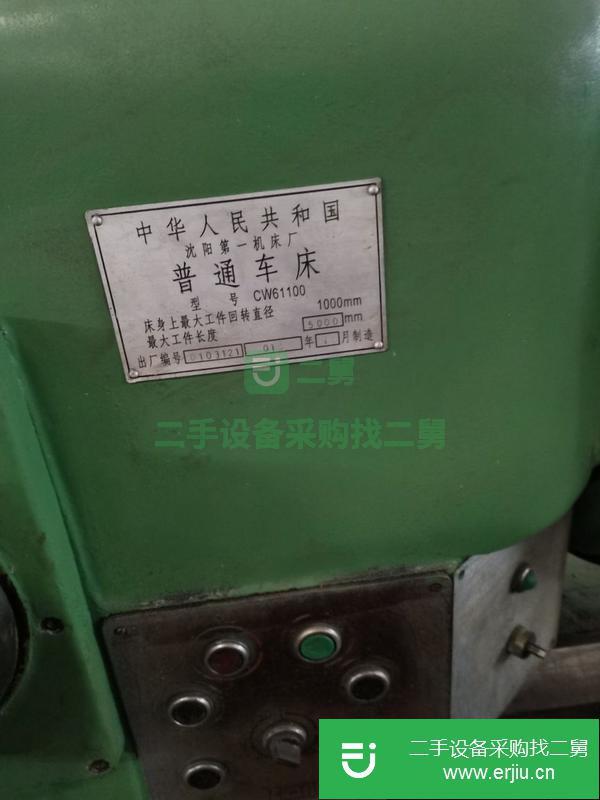 中华人民共和国
沈阳第一机床厂
普通车床
型 号 CW61100
床身上最大工件回转直径 1000mm
最大工件长度 5000mm
出厂编号 0103121 01 年 月制造
二舅
二手设备采购找二舅
二手设备采购找二舅
www.erjiu.cn